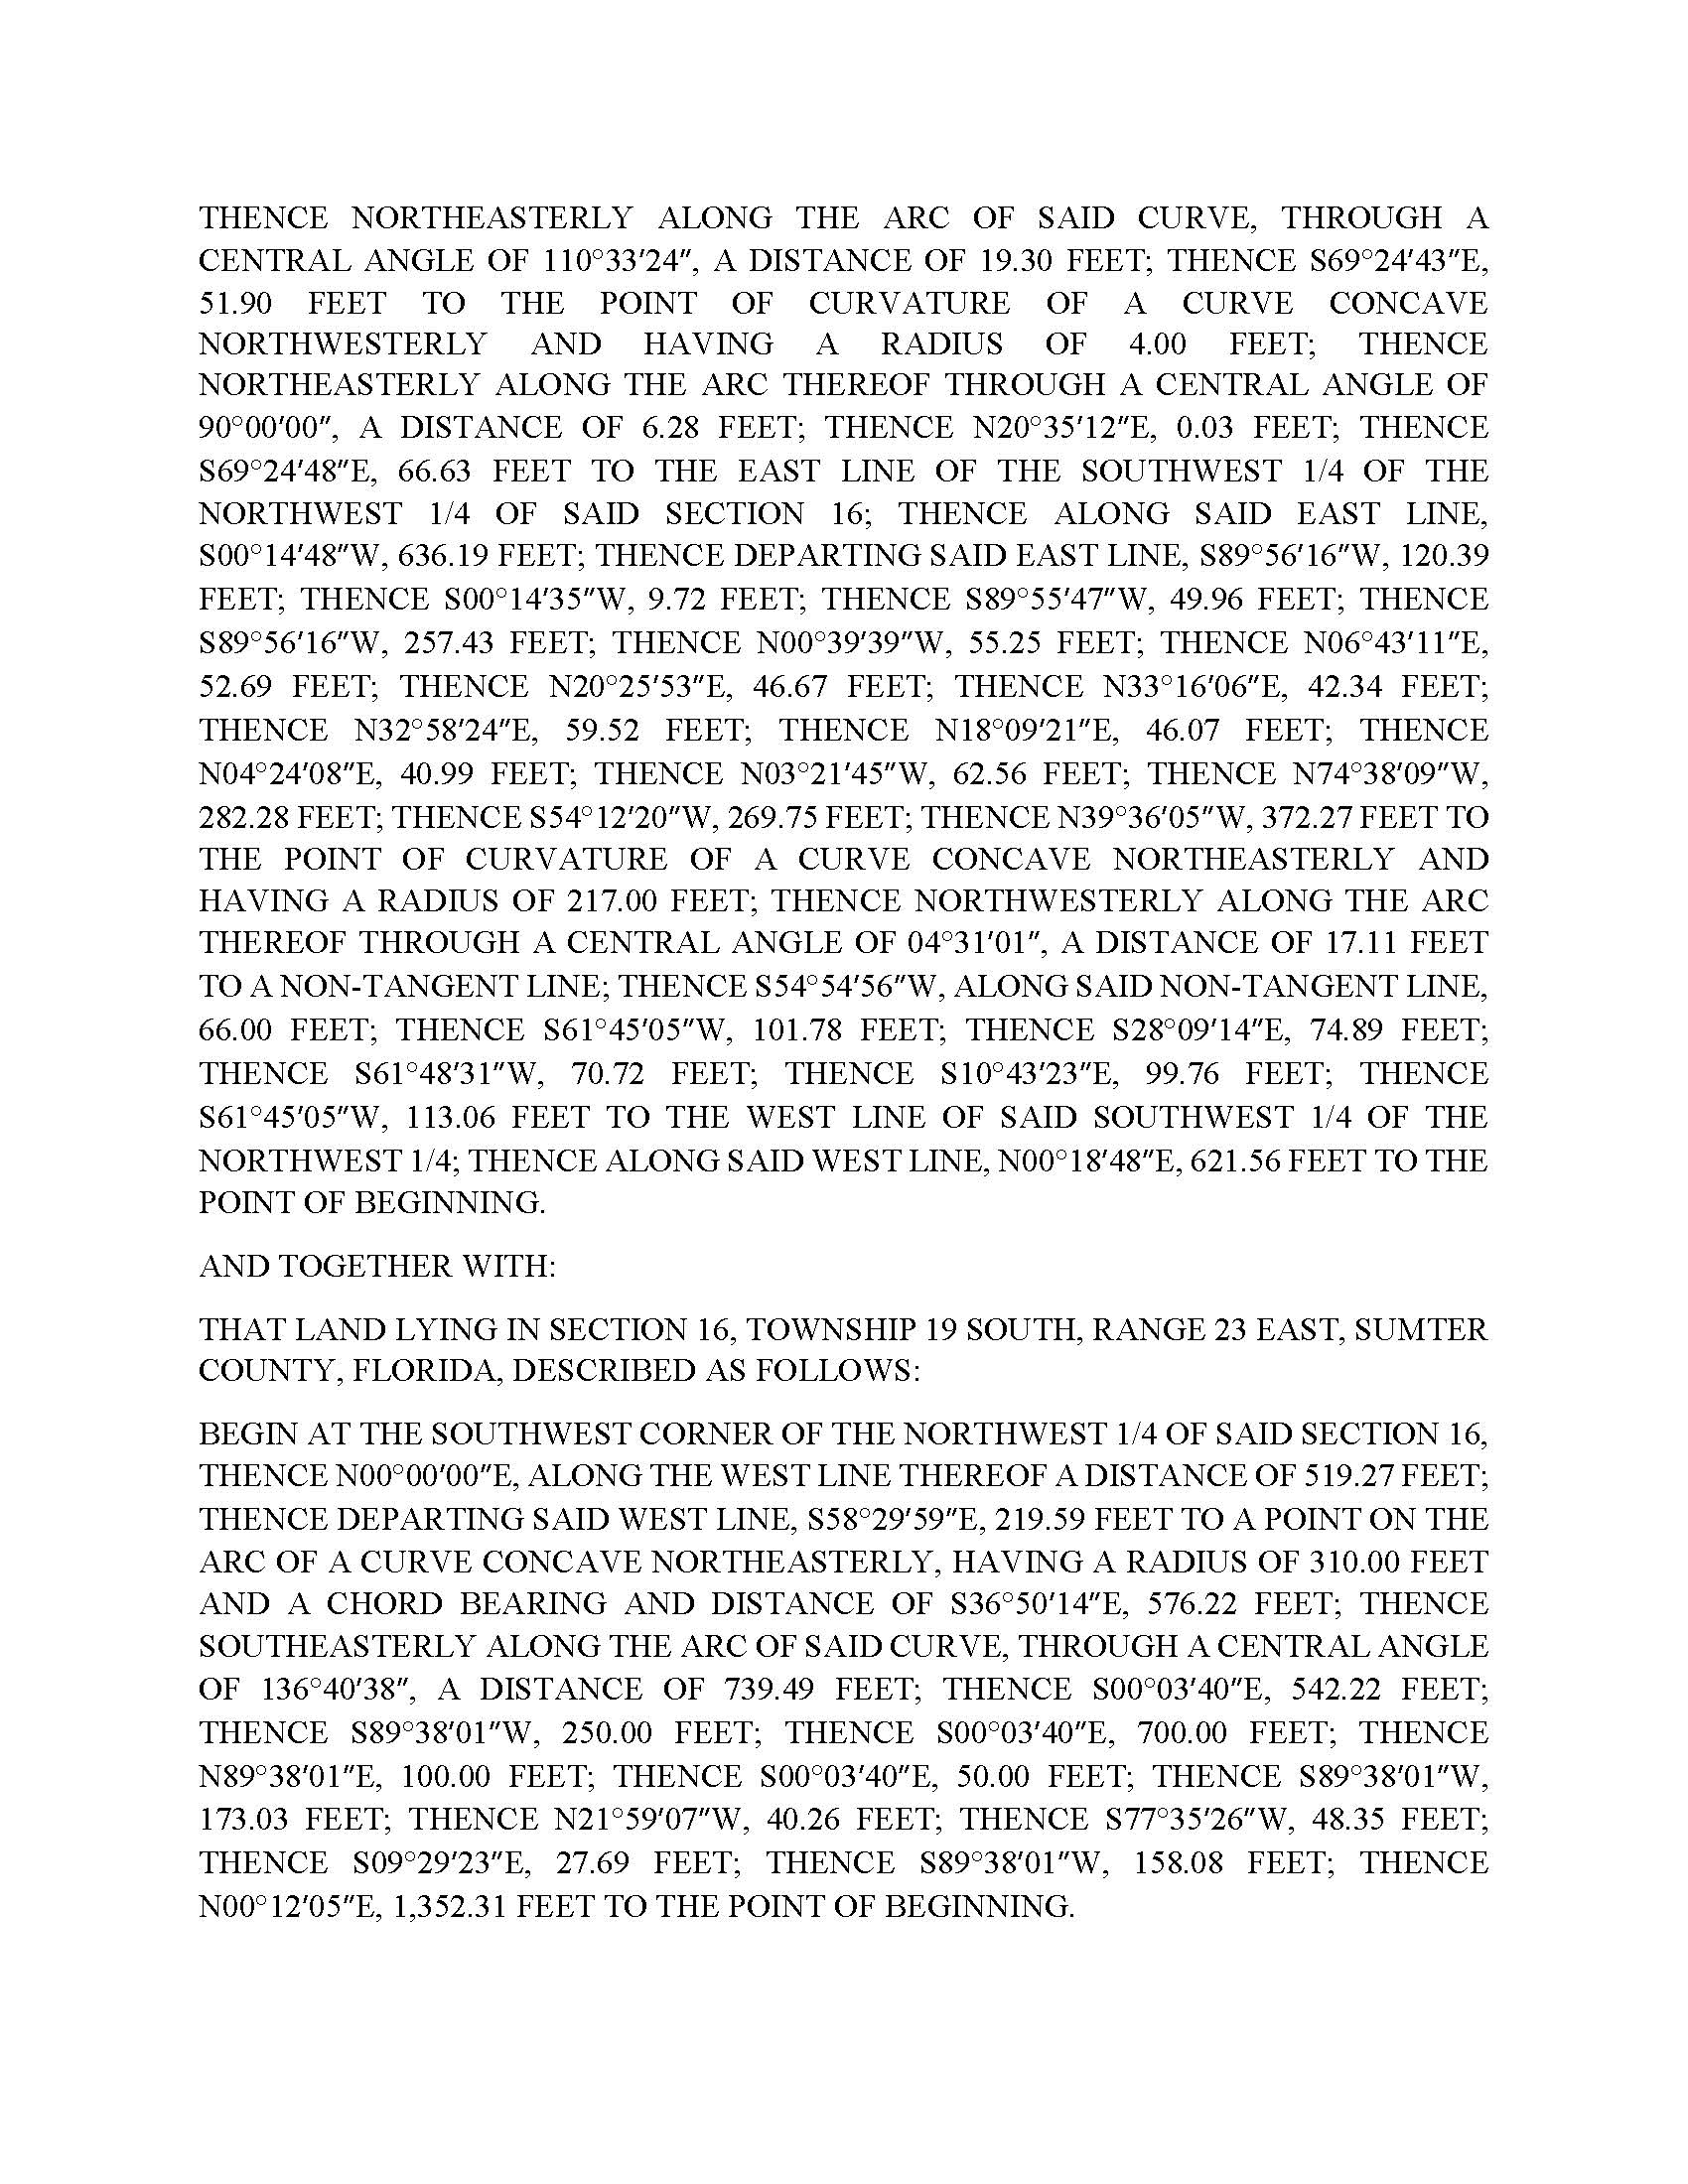 THENCE NORTHEASTERLY ALONG THE ARC OF SAID CURVE, THROUGH A
CENTRAL ANGLE OF 110°33′24″, A DISTANCE OF 19.30 FEET; THENCE S69°24′43″E,
51.90 FEET TO THE POINT OF CURVATURE OF A CURVE CONCAVE
NORTHWESTERLY AND HAVING A RADIUS OF 4.00 FEET; THENCE
NORTHEASTERLY ALONG THE ARC THEREOF THROUGH A CENTRAL ANGLE OF
90°00′00″, A DISTANCE OF 6.28 FEET; THENCE N20°35′12″E, 0.03 FEET; THENCE
S69°24′48″E, 66.63 FEET TO THE EAST LINE OF THE SOUTHWEST 1/4 OF THE
NORTHWEST 1/4 OF SAID SECTION 16; THENCE ALONG SAID EAST LINE,
S00°14′48″W, 636.19 FEET; THENCE DEPARTING SAID EAST LINE, S89°56′16″W, 120.39
FEET; THENCE S00°14′35″W, 9.72 FEET; THENCE S89°55′47″W, 49.96 FEET; THENCE
S89°56′16″W, 257.43 FEET; THENCE N00°39′39″W, 55.25 FEET; THENCE N06°43′11″E,
52.69 FEET; THENCE N20°25′53″E, 46.67 FEET; THENCE N33°16′06″E, 42.34 FEET;
THENCE N32°58′24″E, 59.52 FEET; THENCE N18°09′21″E, 46.07 FEET; THENCE
N04°24′08″E, 40.99 FEET; THENCE N03°21′45″W, 62.56 FEET; THENCE N74°38′09″W,
282.28 FEET; THENCE S54°12′20″W, 269.75 FEET; THENCE N39°36′05″W, 372.27 FEET TO
THE POINT OF CURVATURE OF A CURVE CONCAVE NORTHEASTERLY AND
HAVING A RADIUS OF 217.00 FEET; THENCE NORTHWESTERLY ALONG THE ARC
THEREOF THROUGH A CENTRAL ANGLE OF 04°31′01″, A DISTANCE OF 17.11 FEET
TO A NON-TANGENT LINE; THENCE S54°54′56″W, ALONG SAID NON-TANGENT LINE,
66.00 FEET; THENCE S61°45′05″W, 101.78 FEET; THENCE S28°09′14″E, 74.89 FEET;
THENCE S61°48′31″W, 70.72 FEET; THENCE S10°43′23″E, 99.76 FEET; THENCE
S61°45′05″W, 113.06 FEET TO THE WEST LINE OF SAID SOUTHWEST 1/4 OF THE
NORTHWEST 1/4; THENCE ALONG SAID WEST LINE, N00°18′48″E, 621.56 FEET TO THE
POINT OF BEGINNING.
AND TOGETHER WITH:
THAT LAND LYING IN SECTION 16, TOWNSHIP 19 SOUTH, RANGE 23 EAST, SUMTER
COUNTY, FLORIDA, DESCRIBED AS FOLLOWS:
BEGIN AT THE SOUTHWEST CORNER OF THE NORTHWEST 1/4 OF SAID SECTION 16,
THENCE N00°00′00″E, ALONG THE WEST LINE THEREOF A DISTANCE OF 519.27 FEET;
THENCE DEPARTING SAID WEST LINE, S58°29′59″E, 219.59 FEET TO A POINT ON THE
ARC OF A CURVE CONCAVE NORTHEASTERLY, HAVING A RADIUS OF 310.00 FEET
AND A CHORD BEARING AND DISTANCE OF S36°50′14″E, 576.22 FEET; THENCE
SOUTHEASTERLY ALONG THE ARC OF SAID CURVE, THROUGH A CENTRAL ANGLE
OF 136°40′38″, A DISTANCE OF 739.49 FEET; THENCE S00°03′40″E, 542.22 FEET;
THENCE S89°38′01″W, 250.00 FEET; THENCE S00°03′40″E, 700.00 FEET; THENCE
N89°38′01″E, 100.00 FEET; THENCE S00°03′40″E, 50.00 FEET; THENCE S89°38′01″W,
173.03 FEET; THENCE N21°59′07″W, 40.26 FEET; THENCE S77°35′26″W, 48.35 FEET;
THENCE S09°29′23″E, 27.69 FEET; THENCE S89°38′01″W, 158.08 FEET; THENCE
N00°12′05″E, 1,352.31 FEET TO THE POINT OF BEGINNING.